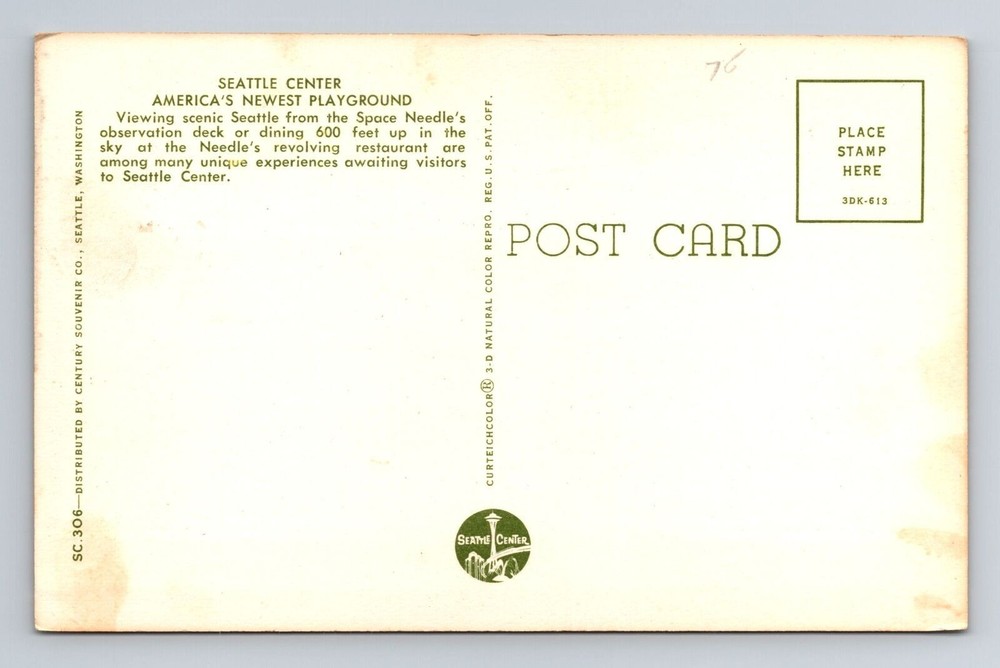 SEATTLE CENTER
AMERICA'S NEWEST PLAYGROUND
Viewing scenic Seattle from the Space Needle's
observation deck or dining 600 feet up in the
sky at the Needle's revolving restaurant are
among many unique experiences awaiting visitors
to Seattle Center.
SC.306—DISTRIBUTED BY CENTURY SOUVENIR CO., SEATTLE, WASHINGTON
CURTEICHCOLOR® 3-D NATURAL COLOR REPRO. REG.U.S.PAT.OFF.
76
PLACE
STAMP
HERE
3DK-613
POST CARD
SEATTLE CENTER